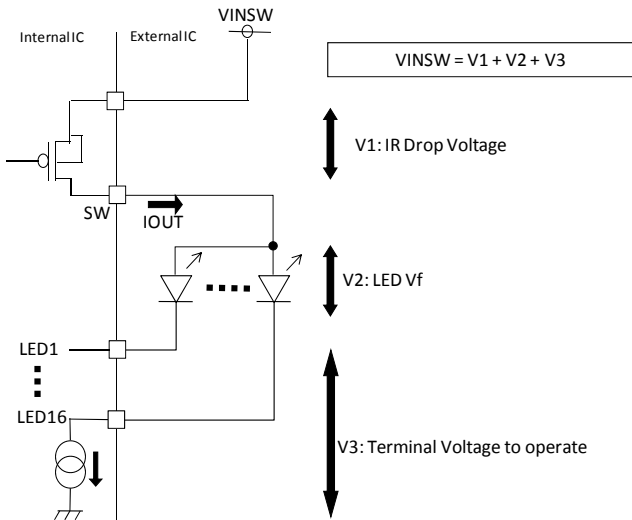 VINSW
Internal IC
External IC
VINSW = V1 + V2 + V3
V1: IR Drop Voltage
SW
IOUT
V2: LED Vf
LED1
LED16
V3: Terminal Voltage to operate